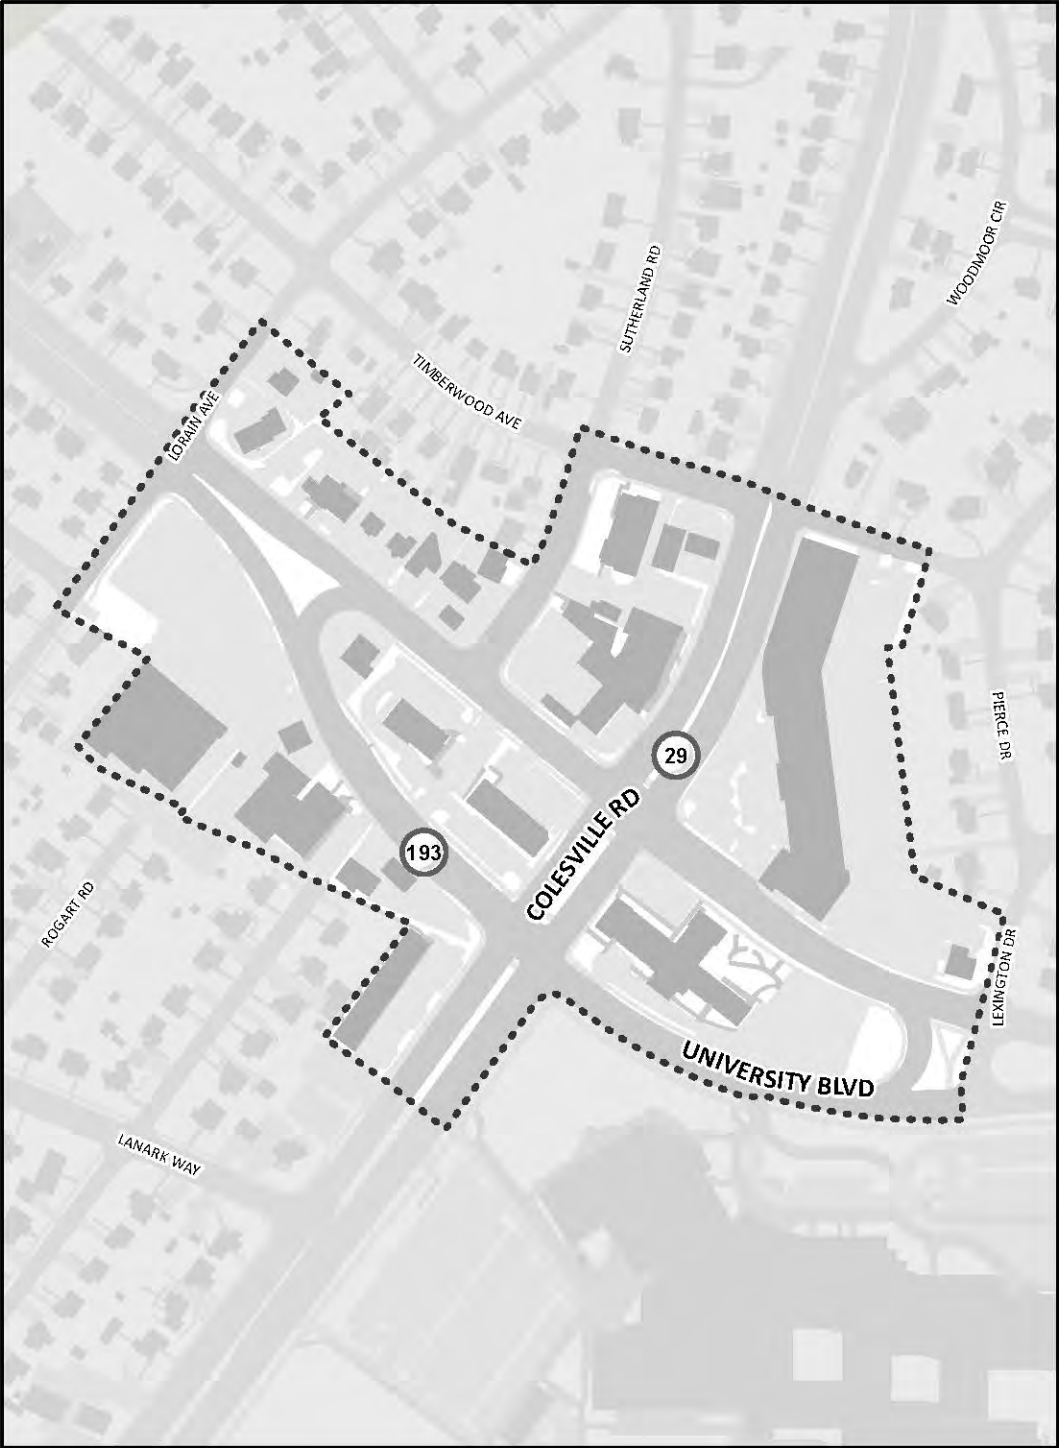 WOODMOOR CIR
SUTHERLAND RD
TIMBERWOOD AVE
LORAIN AVE
PIERCE DR
29
COLESVILLE RD
193
ROGART RD
LEXINGTON DR
UNIVERSITY BLVD
LANARK WAY